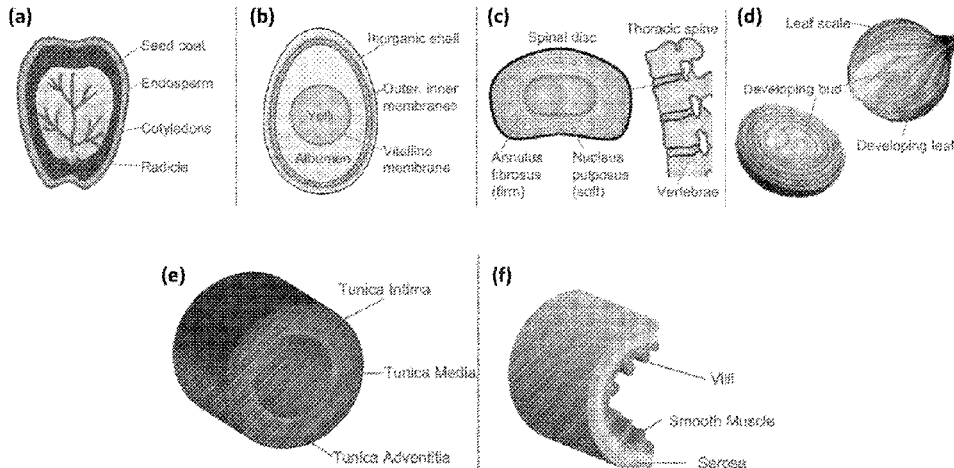 (a)
Seed coat
Endosperm
Cotyledons
Radicle
(b)
Inorganic shell
Outer, inner
membranes
Yolk
Albumen
Vitelline
membrane
(c)
Spinal disc
Thoracic spine
Annulus
fibrosus
(firm)
Nucleus
pulposus
(soft)
Vertebrae
(d)
Leaf scale
Developing bud
Developing leaf
(e)
Tunica Intima
Tunica Media
Tunica Adventitia
(f)
Villi
Smooth Muscle
Serosa